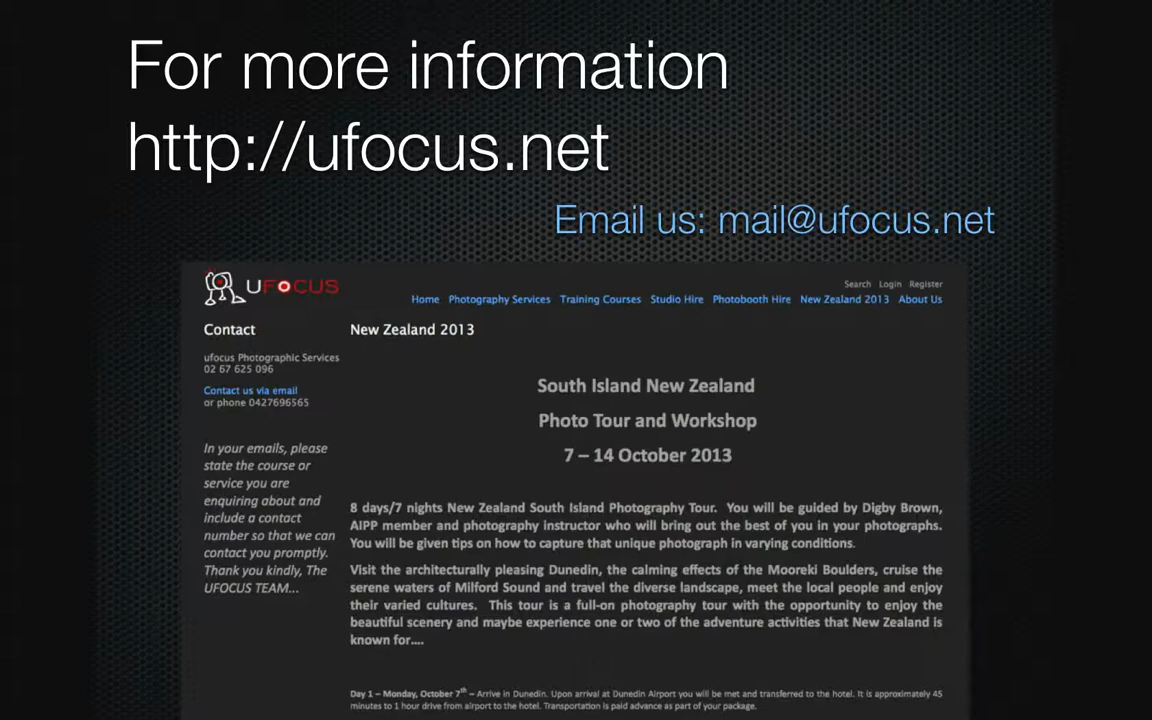 For more information
http://ufocus.net
Email us: mail@ufocus.net
UFOCUS
Search Login Register
Home Photography Services Training Courses Studio Hire Photobooth Hire New Zealand 2013 About Us
Contact
ufocus Photographic Services
02 67 625 096
Contact us via email
or phone 0427696565
In your emails, please
state the course or
service you are
enquiring about and
include a contact
number so that we can
contact you promptly.
Thank you kindly, The
UFOCUS TEAM...
New Zealand 2013
South Island New Zealand
Photo Tour and Workshop
7 – 14 October 2013
8 days/7 nights New Zealand South Island Photography Tour. You will be guided by Digby Brown,
AIPP member and photography instructor who will bring out the best of you in your photographs.
You will be given tips on how to capture that unique photograph in varying conditions.
Visit the architecturally pleasing Dunedin, the calming effects of the Mooreki Boulders, cruise the
serene waters of Milford Sound and travel the diverse landscape, meet the local people and enjoy
their varied cultures. This tour is a full-on photography tour with the opportunity to enjoy the
beautiful scenery and maybe experience one or two of the adventure activities that New Zealand is
known for....
Day 1 – Monday, October 7th – Arrive in Dunedin. Upon arrival at Dunedin Airport you will be met and transferred to the hotel. It is approximately 45
minutes to 1 hour drive from airport to the hotel. Transportation is paid advance as part of your package.